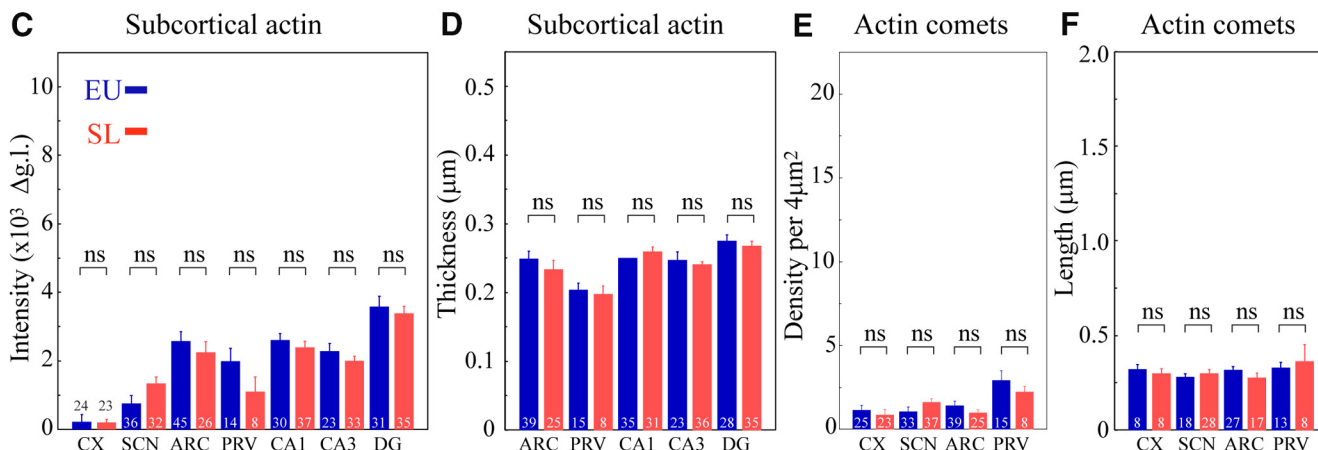 C Subcortical actin
Intensity (x10³ Δg.l.)
10
8
6
4
2
0
EU
SL
ns ns ns ns ns ns ns
24 23 36 32 45 26 14 8 30 37 23 33 31 35
CX SCN ARC PRV CA1 CA3 DG
D Subcortical actin
Thickness (μm)
0.5
0.4
0.3
0.2
0.1
0
ns ns ns ns ns
39 25 15 8 35 31 23 36 28 35
ARC PRV CA1 CA3 DG
E Actin comets
Density per 4μm²
20
15
10
5
0
ns ns ns ns
25 23 33 37 39 25 15 8
CX SCN ARC PRV
F Actin comets
Length (μm)
2.0
1.5
1.0
0.5
0
ns ns ns ns
8 8 18 28 27 17 13 8
CX SCN ARC PRV